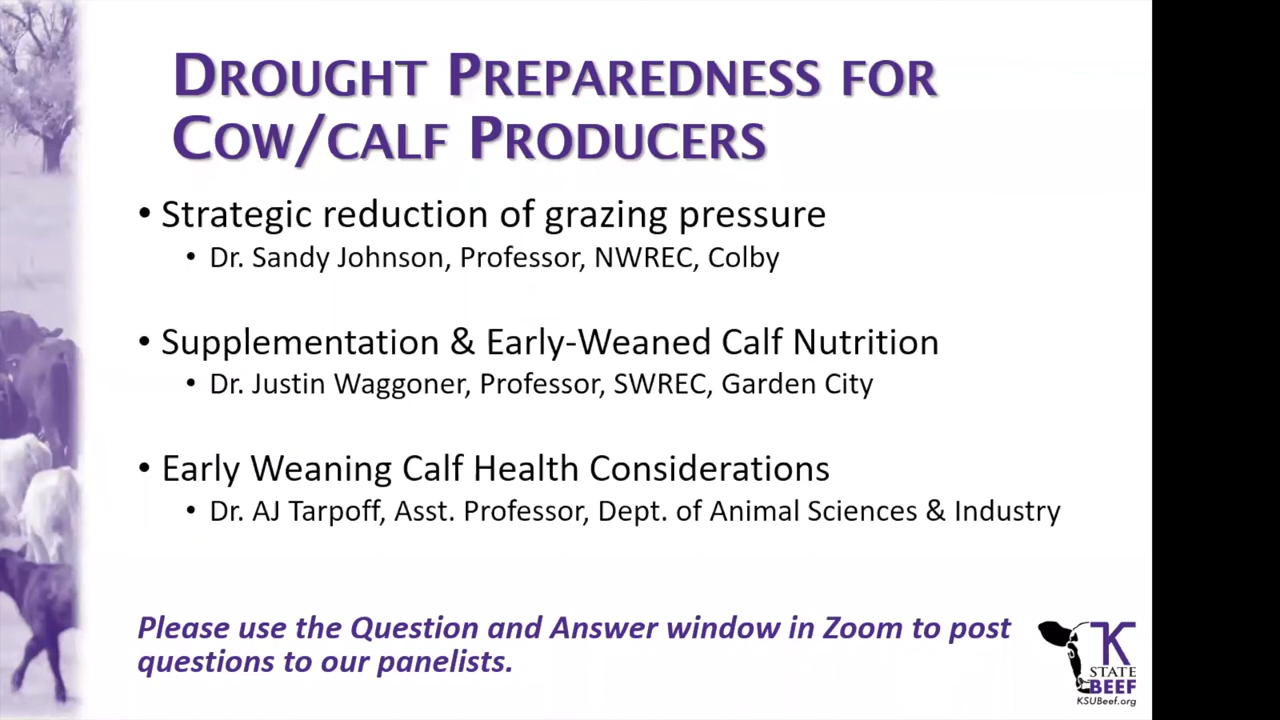 DROUGHT PREPAREDNESS FOR
COW/CALF PRODUCERS
• Strategic reduction of grazing pressure
• Dr. Sandy Johnson, Professor, NWREC, Colby
• Supplementation & Early-Weaned Calf Nutrition
• Dr. Justin Waggoner, Professor, SWREC, Garden City
• Early Weaning Calf Health Considerations
• Dr. AJ Tarpoff, Asst. Professor, Dept. of Animal Sciences & Industry
Please use the Question and Answer window in Zoom to post
questions to our panelists.
K
STATE
BEEF
KSUBeef.org